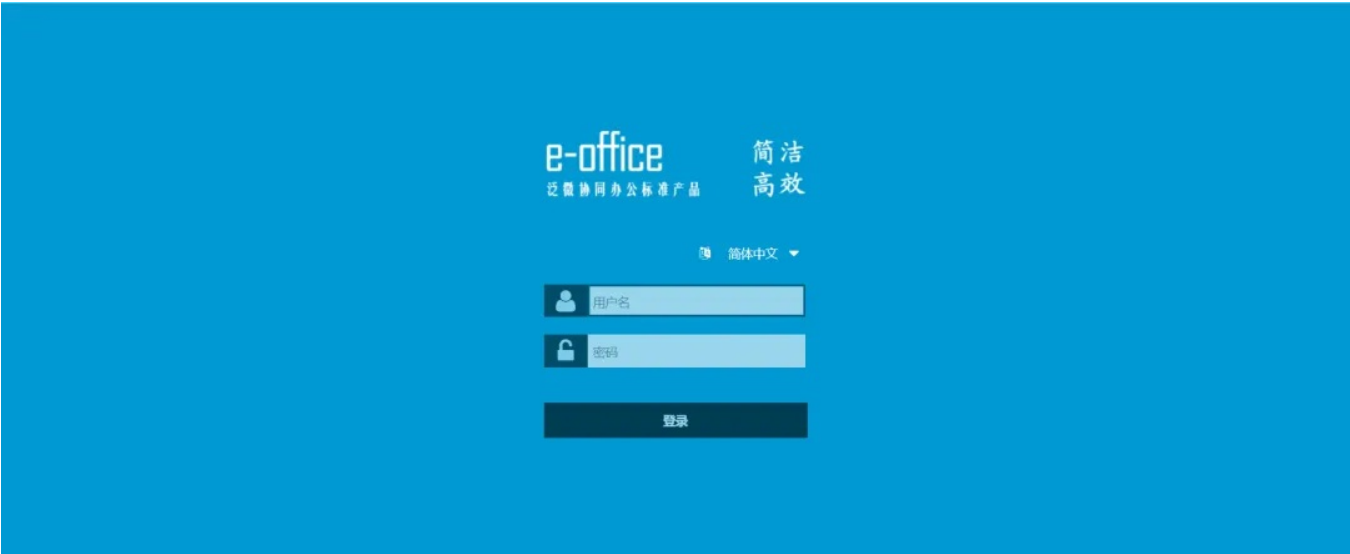 e-office
泛微协同办公标准产品
简洁
高效
简体中文
用户名
密码
登录